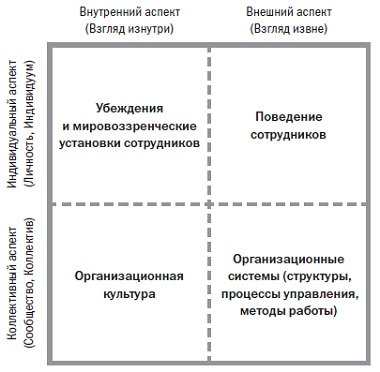 Внутренний аспект
(Взгляд изнутри)
Внешний аспект
(Взгляд извне)
Индивидуальный аспект
(Личность, Индивидуум)
Убеждения
и мировоззренческие
установки сотрудников
Поведение
сотрудников
Коллективный аспект
(Сообщество, Коллектив)
Организационная
культура
Организационные
системы (структуры,
процессы управления,
методы работы)